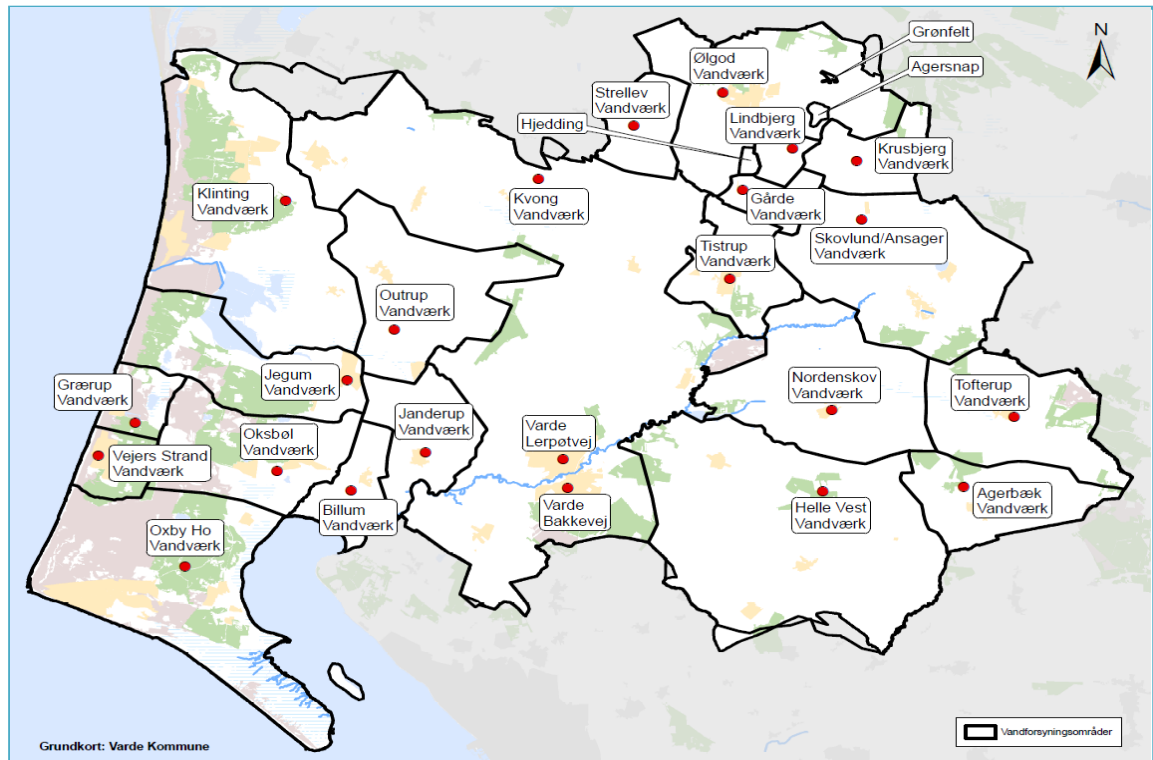 N
Grønfelt
Ølgod
Vandværk
Agersnap
Strellev
Vandværk
Hjedding
Lindbjerg
Vandværk
Krusbjerg
Vandværk
Klinting
Vandværk
Kvong
Vandværk
Gårde
Vandværk
Skovlund/Ansager
Vandværk
Tistrup
Vandværk
Outrup
Vandværk
Jegum
Vandværk
Grærup
Vandværk
Nordenskov
Vandværk
Tofterup
Vandværk
Janderup
Vandværk
Varde
Lerpøtvej
Oksbøl
Vandværk
Vejers Strand
Vandværk
Varde
Bakkevej
Billum
Vandværk
Helle Vest
Vandværk
Agerbæk
Vandværk
Oxby Ho
Vandværk
Vandforsyningsområder
Grundkort: Varde Kommune